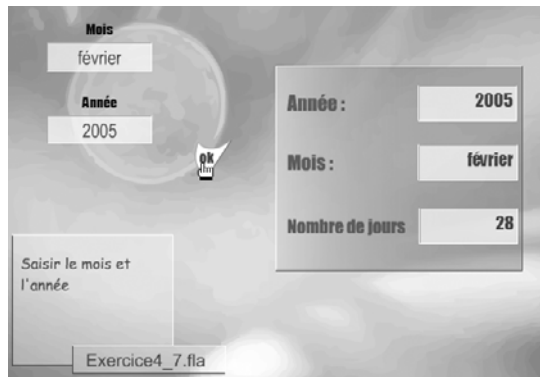 Mois
février
Année
2005
ok
Année :
2005
Mois :
février
Nombre de jours
28
Saisir le mois et
l'année
Exercice4_7.fla